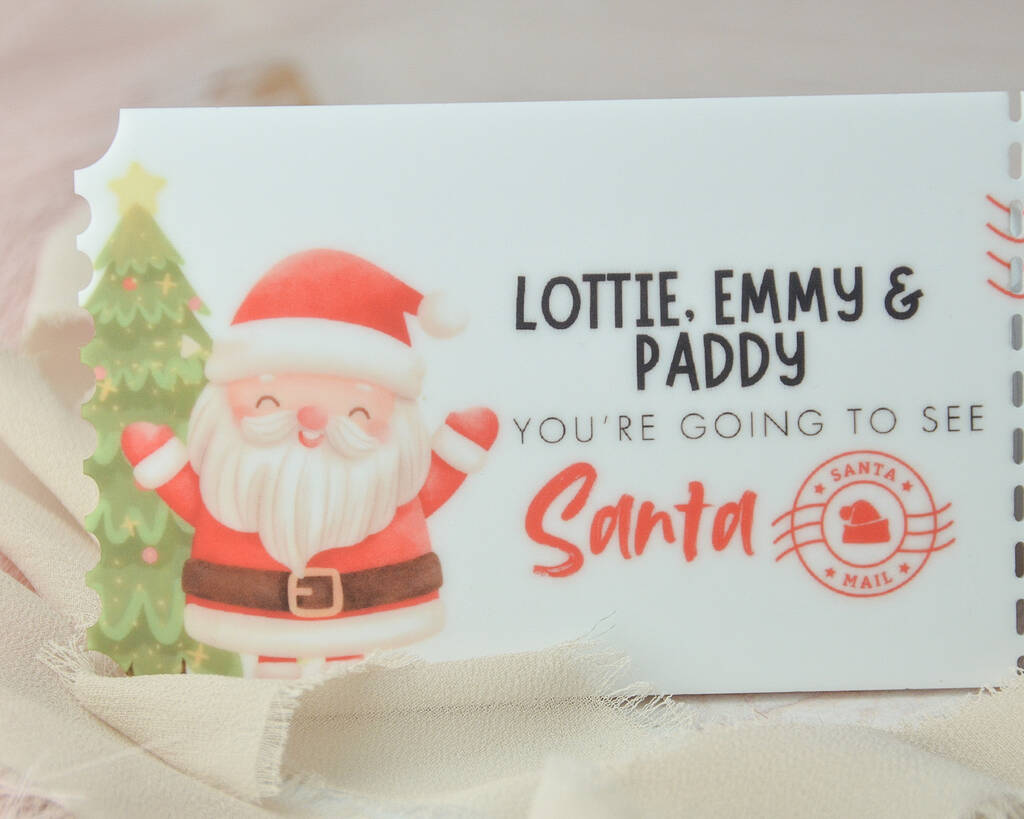 LOTTIE, EMMY &
PADDY
YOU'RE GOING TO SEE
Santa
SANTA
MAIL